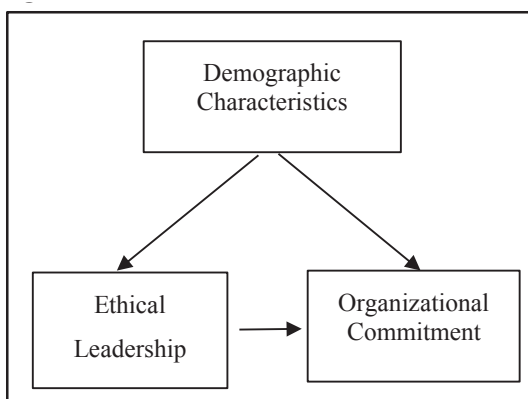 Demographic
Characteristics
Ethical
Leadership
Organizational
Commitment